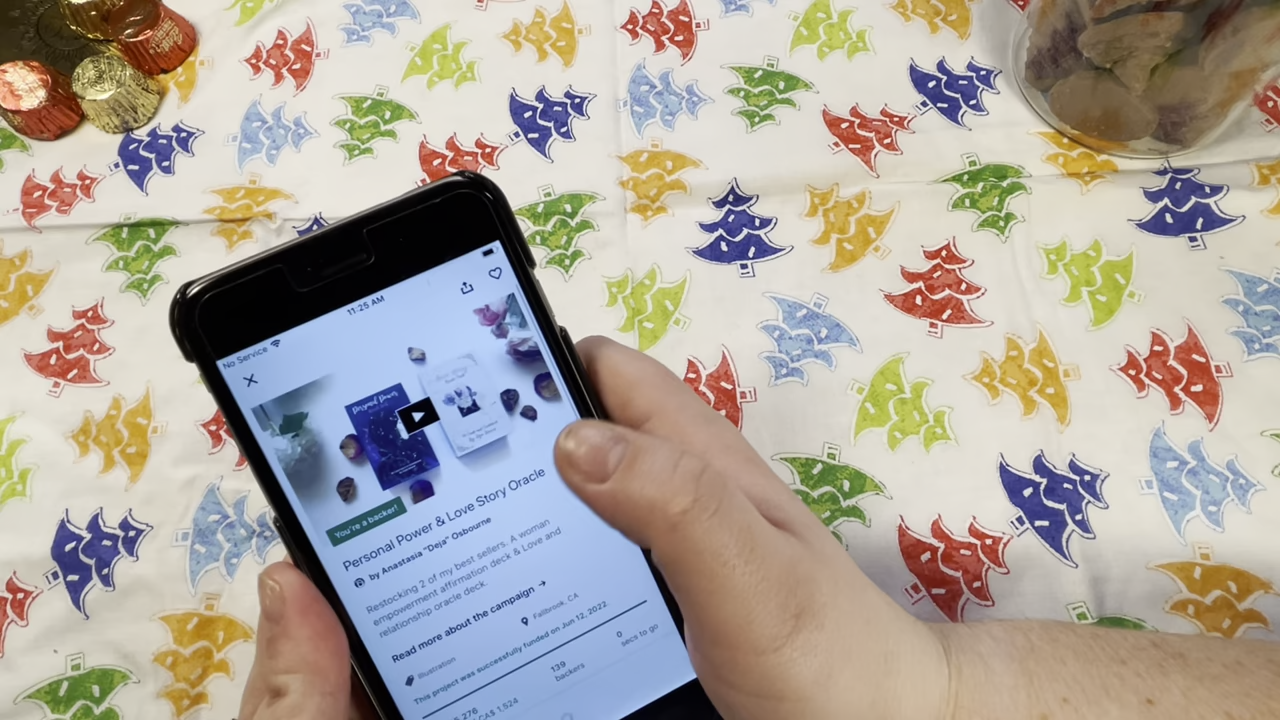 No Service
11:25 AM
Personal Power
You're a backer!
Personal Power & Love Story Oracle
by Anastasia "Deja" Osbourne
Restocking 2 of my best sellers. A woman
empowerment affirmation deck & Love and
relationship oracle deck.
Read more about the campaign →
Illustration
Fallbrook, CA
This project was successfully funded on Jun 12, 2022.
139
backers
0
secs to go